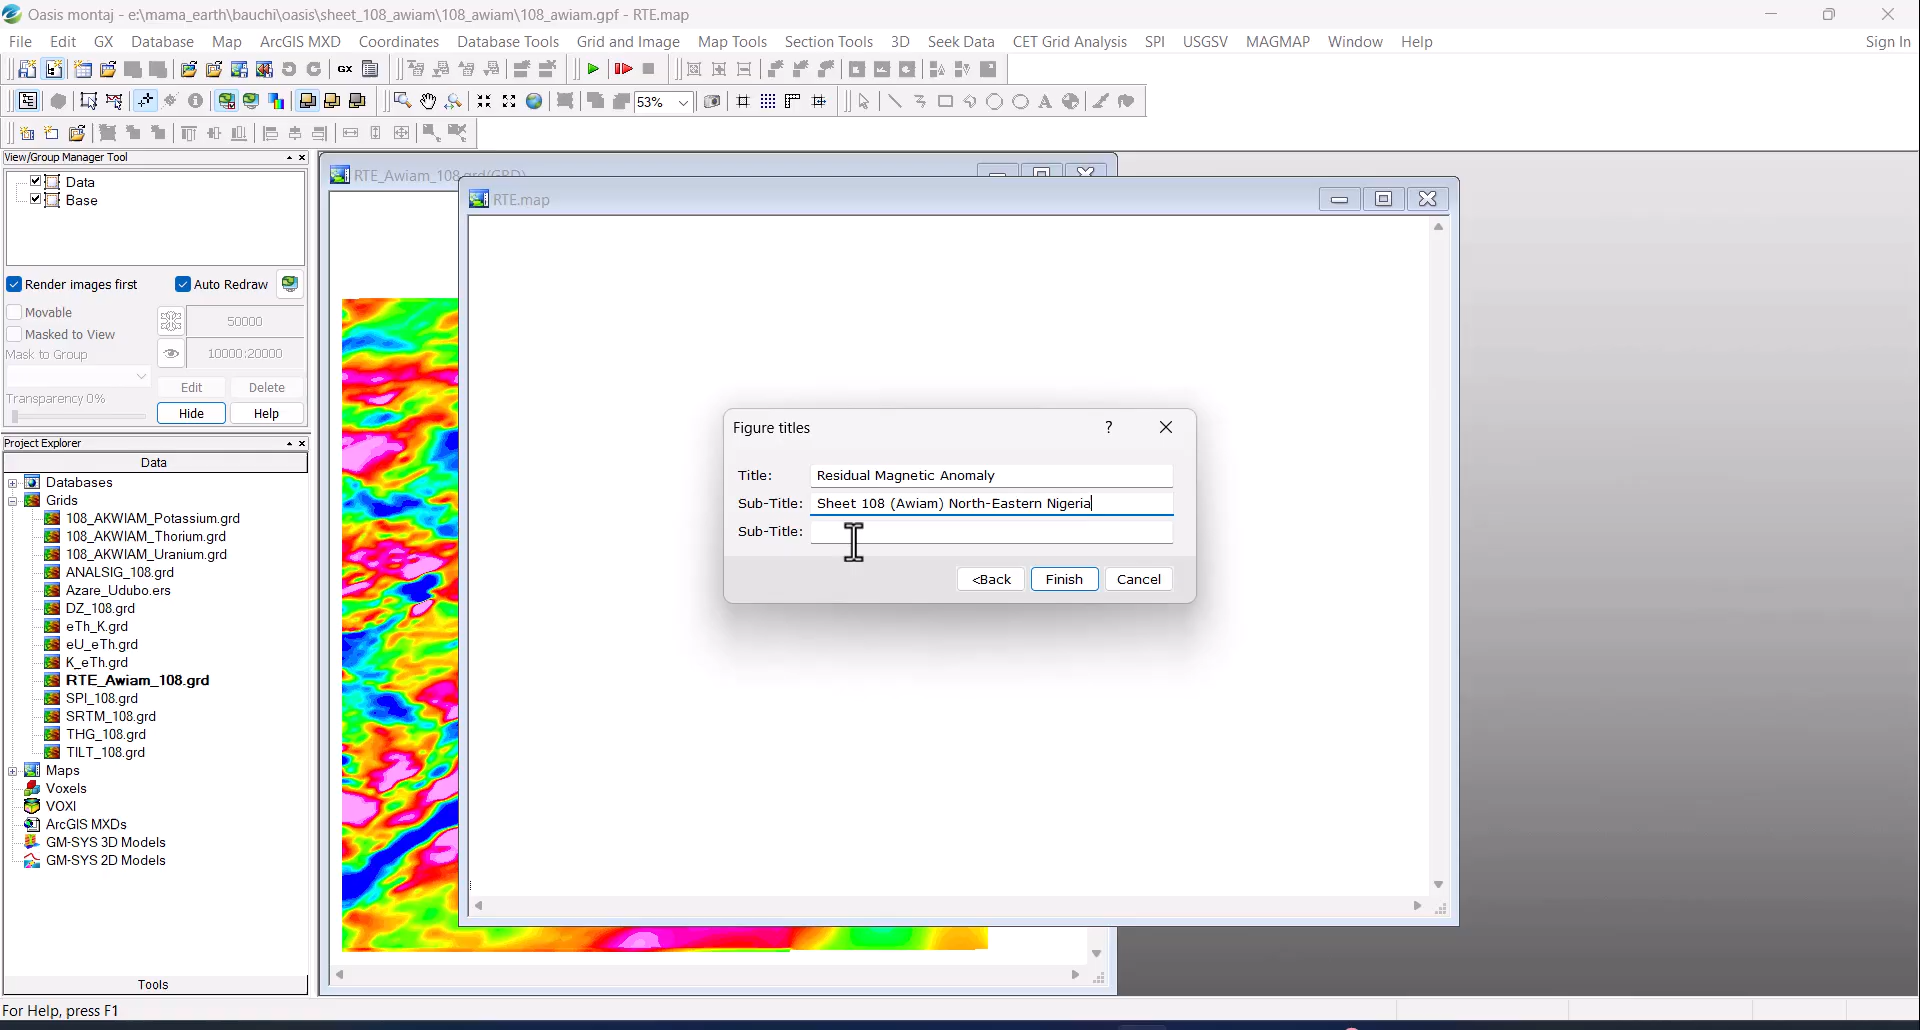 Oasis montaj - e:\mama_earth\bauchi\oasis\sheet_108_awiam\108_awiam\108_awiam.gpf - RTE.map
File Edit GX Database Map ArcGIS MXD Coordinates Database Tools Grid and Image Map Tools Section Tools 3D Seek Data CET Grid Analysis SPI USGSV MAGMAP Window Help Sign In
GX
53%
View/Group Manager Tool
Data
Base
Render images first Auto Redraw
Movable 50000
Masked to View
Mask to Group 10000:20000
Edit Delete
Transparency 0%
Hide Help
Project Explorer
Data
Databases
Grids
108_AKWIAM_Potassium.grd
108_AKWIAM_Thorium.grd
108_AKWIAM_Uranium.grd
ANALSIG_108.grd
Azare_Udubo.ers
DZ_108.grd
eTh_K.grd
eU_eTh.grd
K_eTh.grd
RTE_Awiam_108.grd
SPI_108.grd
SRTM_108.grd
THG_108.grd
TILT_108.grd
Maps
Voxels
VOXI
ArcGIS MXDs
GM-SYS 3D Models
GM-SYS 2D Models
Tools
For Help, press F1
RTE_Awiam_108.grd(GRD)
RTE.map
Figure titles ?
Title: Residual Magnetic Anomaly
Sub-Title: Sheet 108 (Awiam) North-Eastern Nigeria
Sub-Title:
<Back Finish Cancel